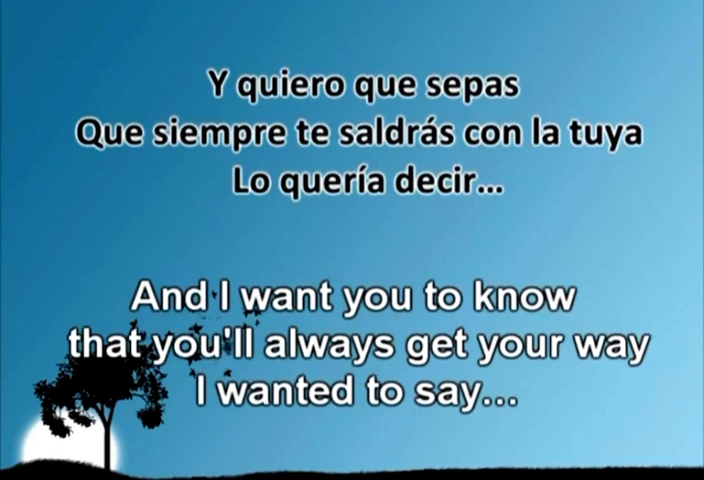 Y quiero que sepas
Que siempre te saldrás con la tuya
Lo quería decir...
And I want you to know
that you'll always get your way
I wanted to say...